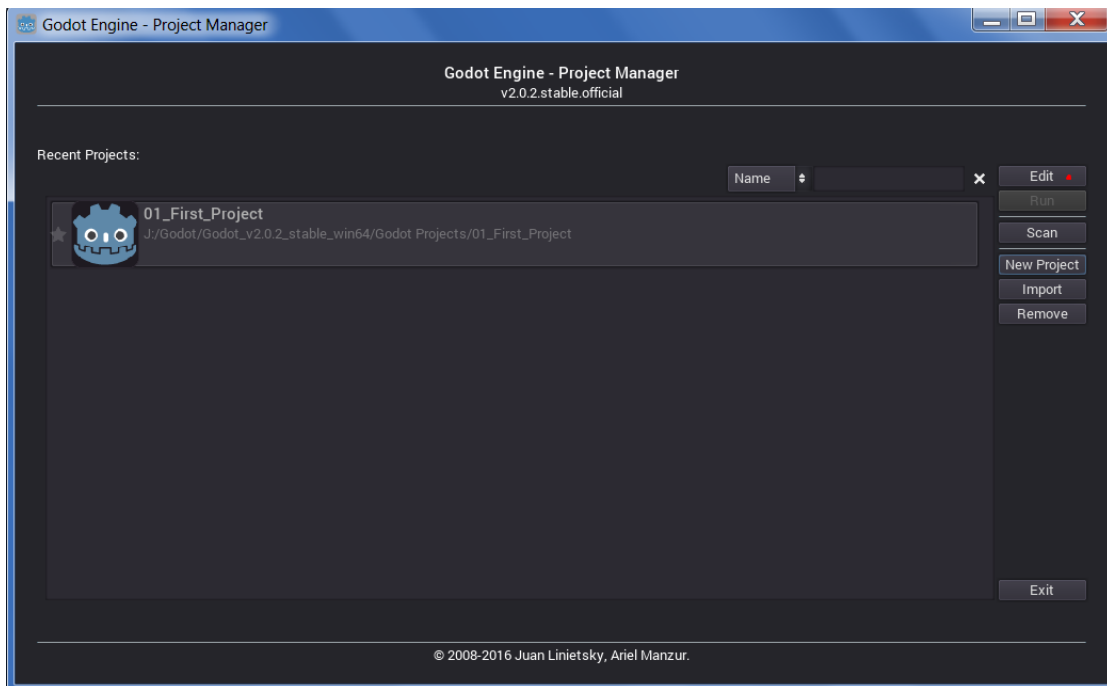 Godot Engine - Project Manager
Godot Engine - Project Manager
v2.0.2.stable.official
Recent Projects:
Name
Edit
Run
01_First_Project
J:/Godot/Godot_v2.0.2_stable_win64/Godot Projects/01_First_Project
Scan
New Project
Import
Remove
Exit
© 2008-2016 Juan Linietsky, Ariel Manzur.